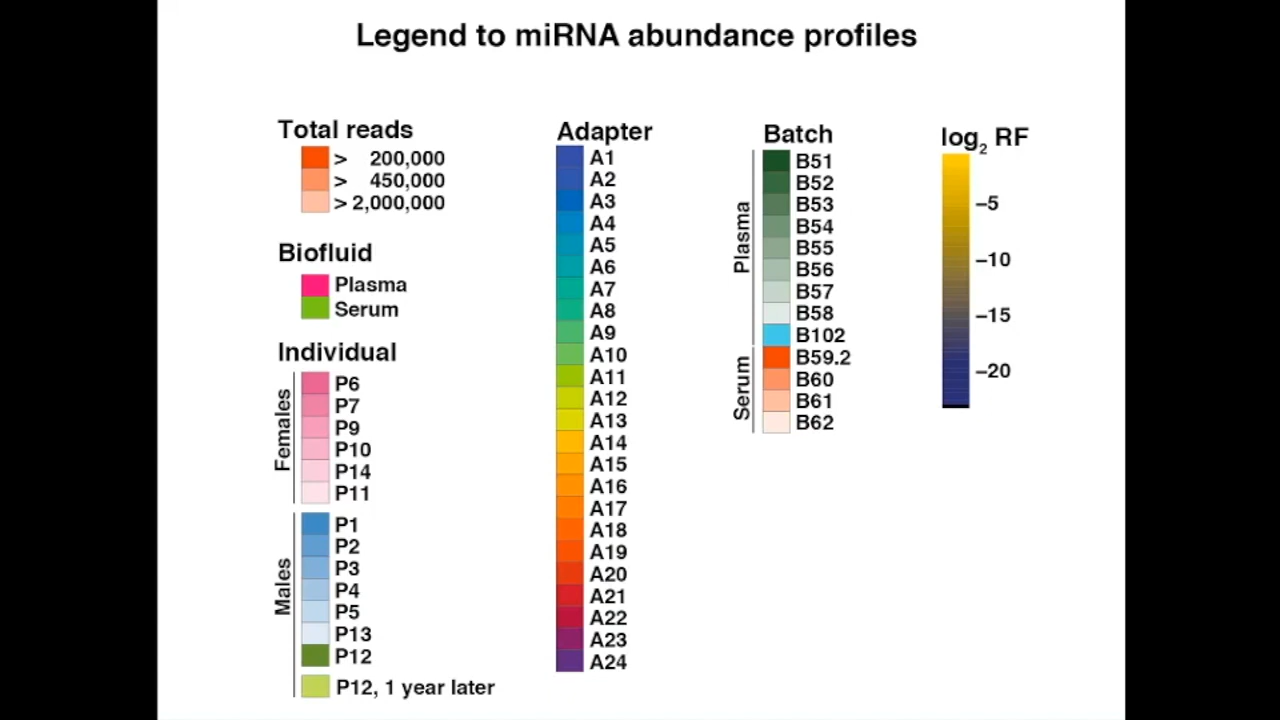 Legend to miRNA abundance profiles
Total reads
> 200,000
> 450,000
> 2,000,000
Biofluid
Plasma
Serum
Individual
Females
P6
P7
P9
P10
P14
P11
Males
P1
P2
P3
P4
P5
P13
P12
P12, 1 year later
Adapter
A1
A2
A3
A4
A5
A6
A7
A8
A9
A10
A11
A12
A13
A14
A15
A16
A17
A18
A19
A20
A21
A22
A23
A24
Batch
Plasma
B51
B52
B53
B54
B55
B56
B57
B58
B102
Serum
B59.2
B60
B61
B62
log₂ RF
−5
−10
−15
−20